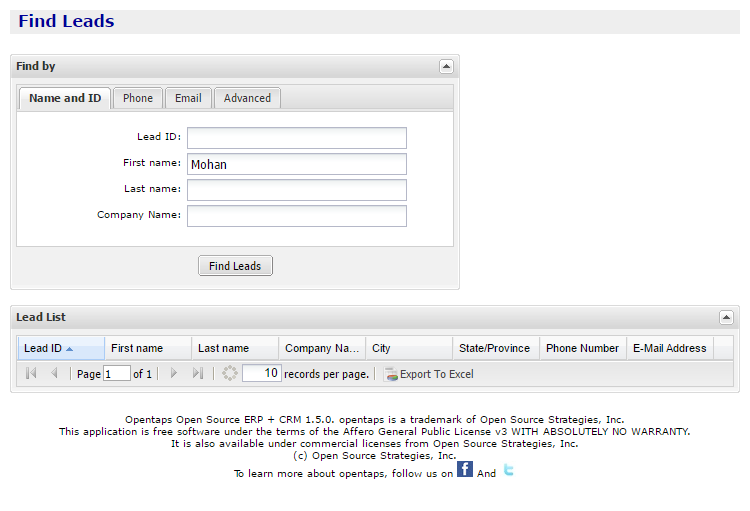 Find Leads
Find by
Name and ID Phone Email Advanced
Lead ID:
First name: Mohan
Last name:
Company Name:
Find Leads
Lead List
Lead ID First name Last name Company Na... City State/Province Phone Number E-Mail Address
Page 1 of 1 10 records per page. Export To Excel
Opentaps Open Source ERP + CRM 1.5.0. opentaps is a trademark of Open Source Strategies, Inc.
This application is free software under the terms of the Affero General Public License v3 WITH ABSOLUTELY NO WARRANTY.
It is also available under commercial licenses from Open Source Strategies, Inc.
(c) Open Source Strategies, Inc.
To learn more about opentaps, follow us on f And t